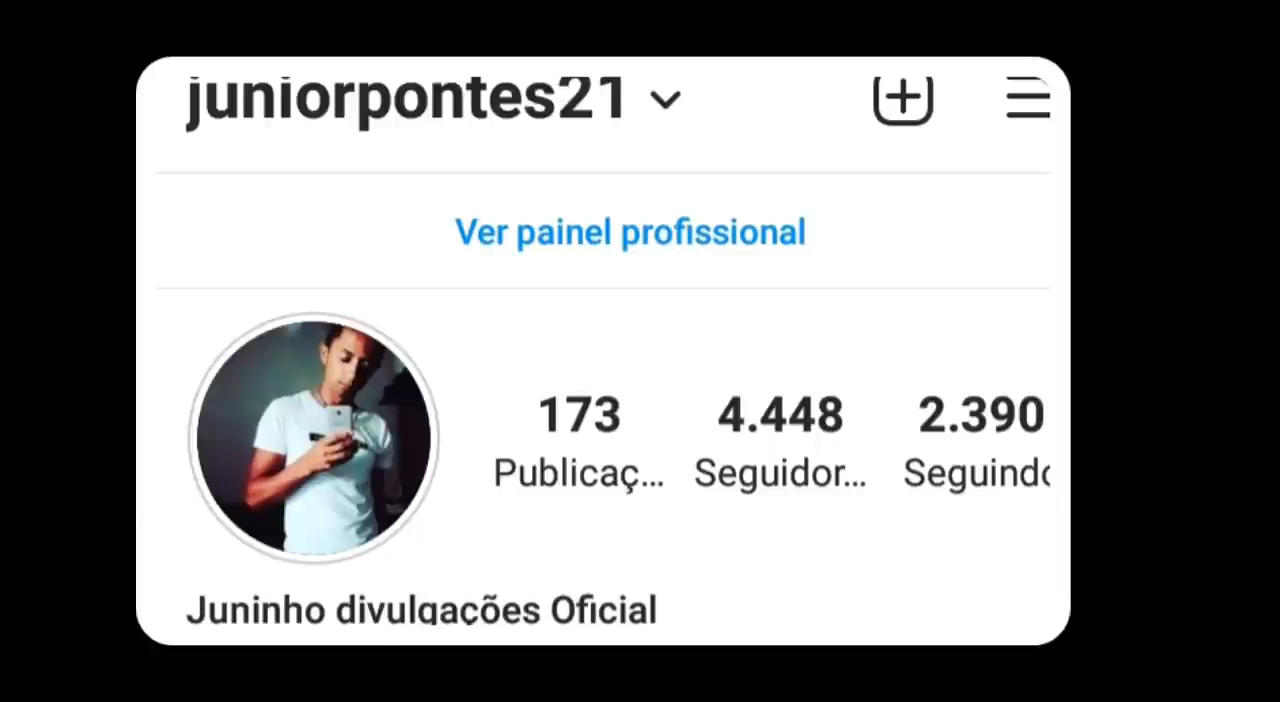 juniorpontes21
Ver painel profissional
173 4.448 2.390
Publicaç... Seguidor... Seguindo
Juninho divulgações Oficial